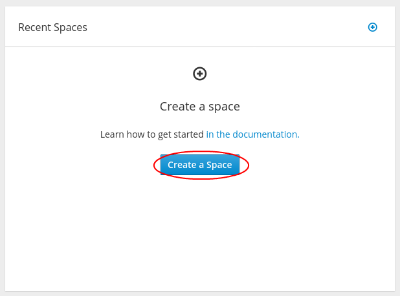 Recent Spaces
Create a space
Learn how to get started in the documentation.
Create a Space